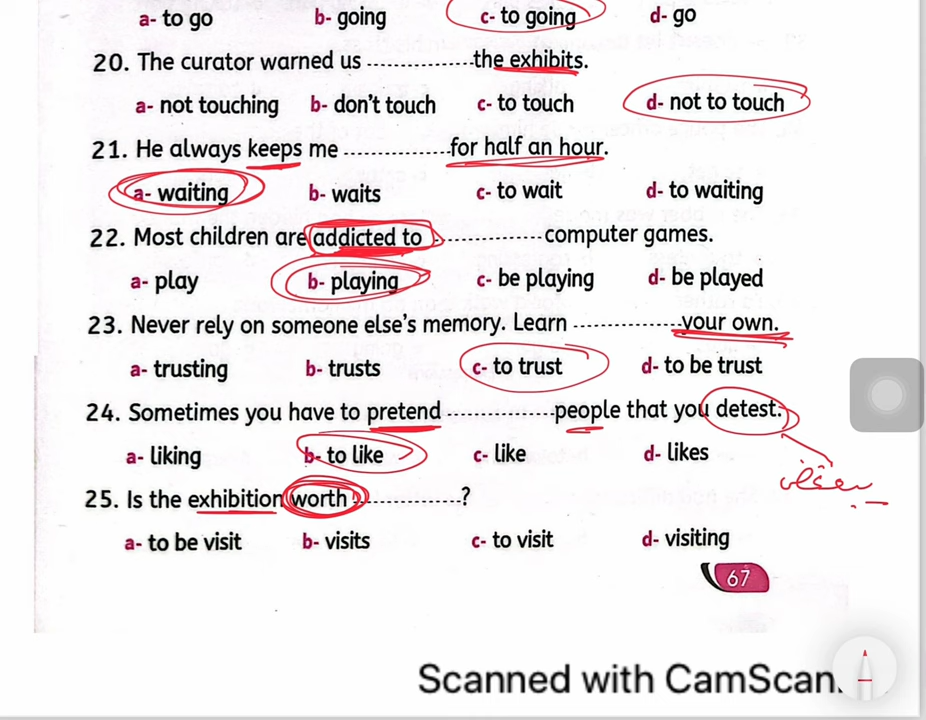 a- to go b- going c- to going d- go
20. The curator warned us ...............the exhibits.
a- not touching b- don't touch c- to touch d- not to touch
21. He always keeps me ...............for half an hour.
a- waiting b- waits c- to wait d- to waiting
22. Most children are addicted to ...............computer games.
a- play b- playing c- be playing d- be played
23. Never rely on someone else's memory. Learn ...............your own.
a- trusting b- trusts c- to trust d- to be trust
24. Sometimes you have to pretend ...............people that you detest.
a- liking b- to like c- like d- likes
25. Is the exhibition worth ...............?
a- to be visit b- visits c- to visit d- visiting
67
Scanned with CamScan